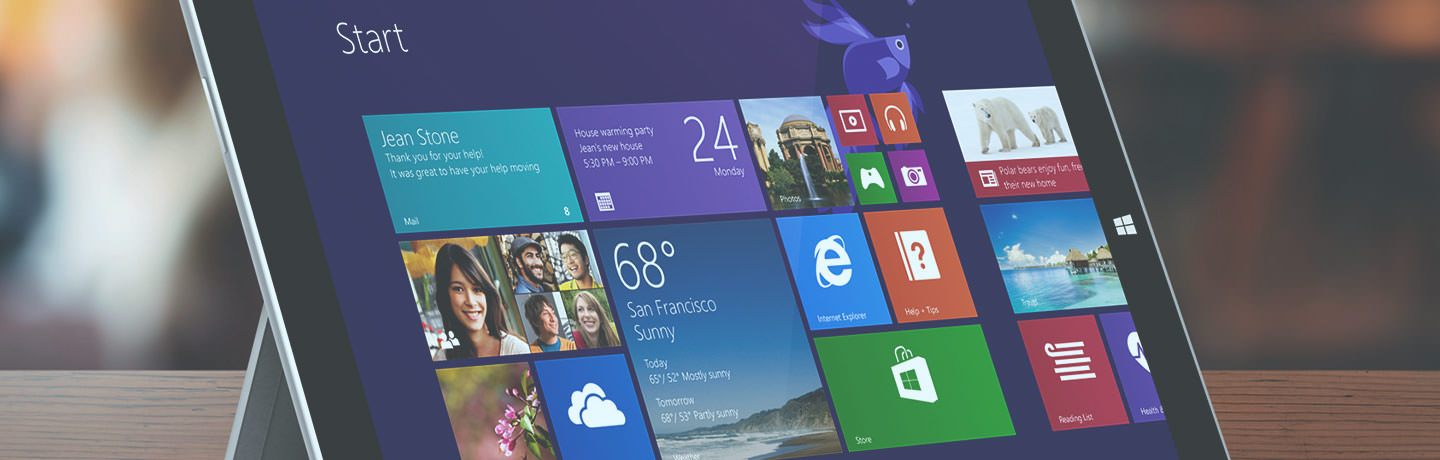 Start
Jean Stone
Thank you for your help!
It was great to have your help moving
Mail
8
House warming party
Jean's new house
5:30 PM – 9:00 PM
24
Monday
Photos
Polar bears enjoy fun, free
their new home
68°
San Francisco
Sunny
Today
65°/ 52° Mostly sunny
Tomorrow
68°/ 53° Partly sunny
Weather
Internet Explorer
Help + Tips
Travel
Store
Reading List
Health &